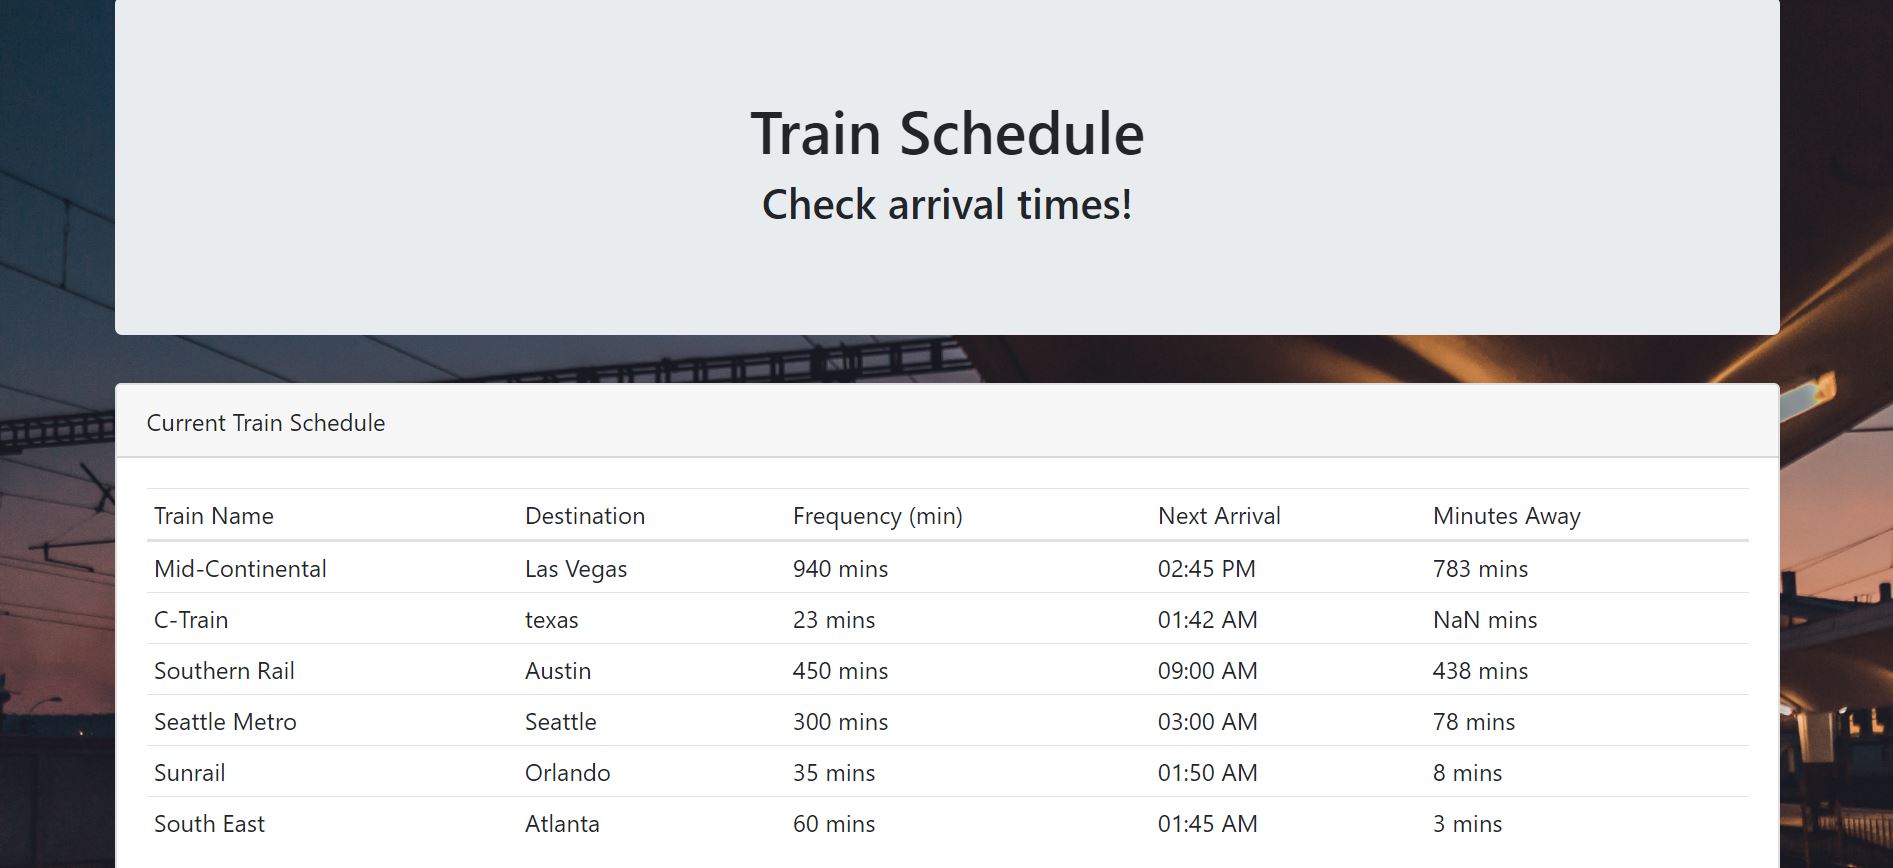 Train Schedule
Check arrival times!
Current Train Schedule
Train Name Destination Frequency (min) Next Arrival Minutes Away
Mid-Continental Las Vegas 940 mins 02:45 PM 783 mins
C-Train texas 23 mins 01:42 AM NaN mins
Southern Rail Austin 450 mins 09:00 AM 438 mins
Seattle Metro Seattle 300 mins 03:00 AM 78 mins
Sunrail Orlando 35 mins 01:50 AM 8 mins
South East Atlanta 60 mins 01:45 AM 3 mins